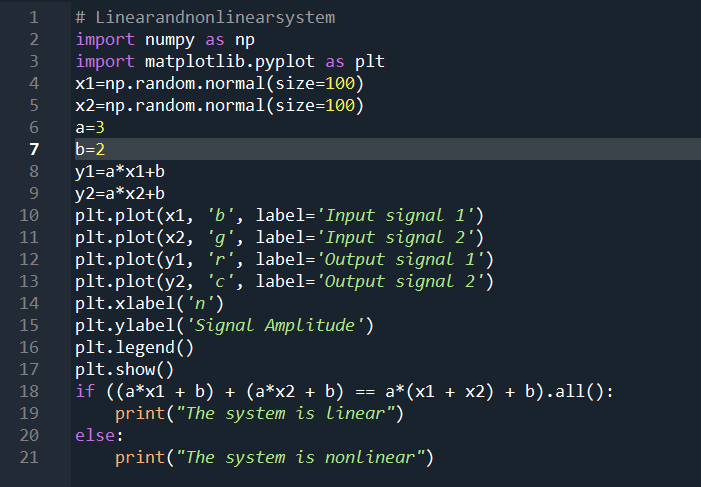 1 # Linearandnonlinearsystem
2 import numpy as np
3 import matplotlib.pyplot as plt
4 x1=np.random.normal(size=100)
5 x2=np.random.normal(size=100)
6 a=3
7 b=2
8 y1=a*x1+b
9 y2=a*x2+b
10 plt.plot(x1, 'b', label='Input signal 1')
11 plt.plot(x2, 'g', label='Input signal 2')
12 plt.plot(y1, 'r', label='Output signal 1')
13 plt.plot(y2, 'c', label='Output signal 2')
14 plt.xlabel('n')
15 plt.ylabel('Signal Amplitude')
16 plt.legend()
17 plt.show()
18 if ((a*x1 + b) + (a*x2 + b) == a*(x1 + x2) + b).all():
19     print("The system is linear")
20 else:
21     print("The system is nonlinear")